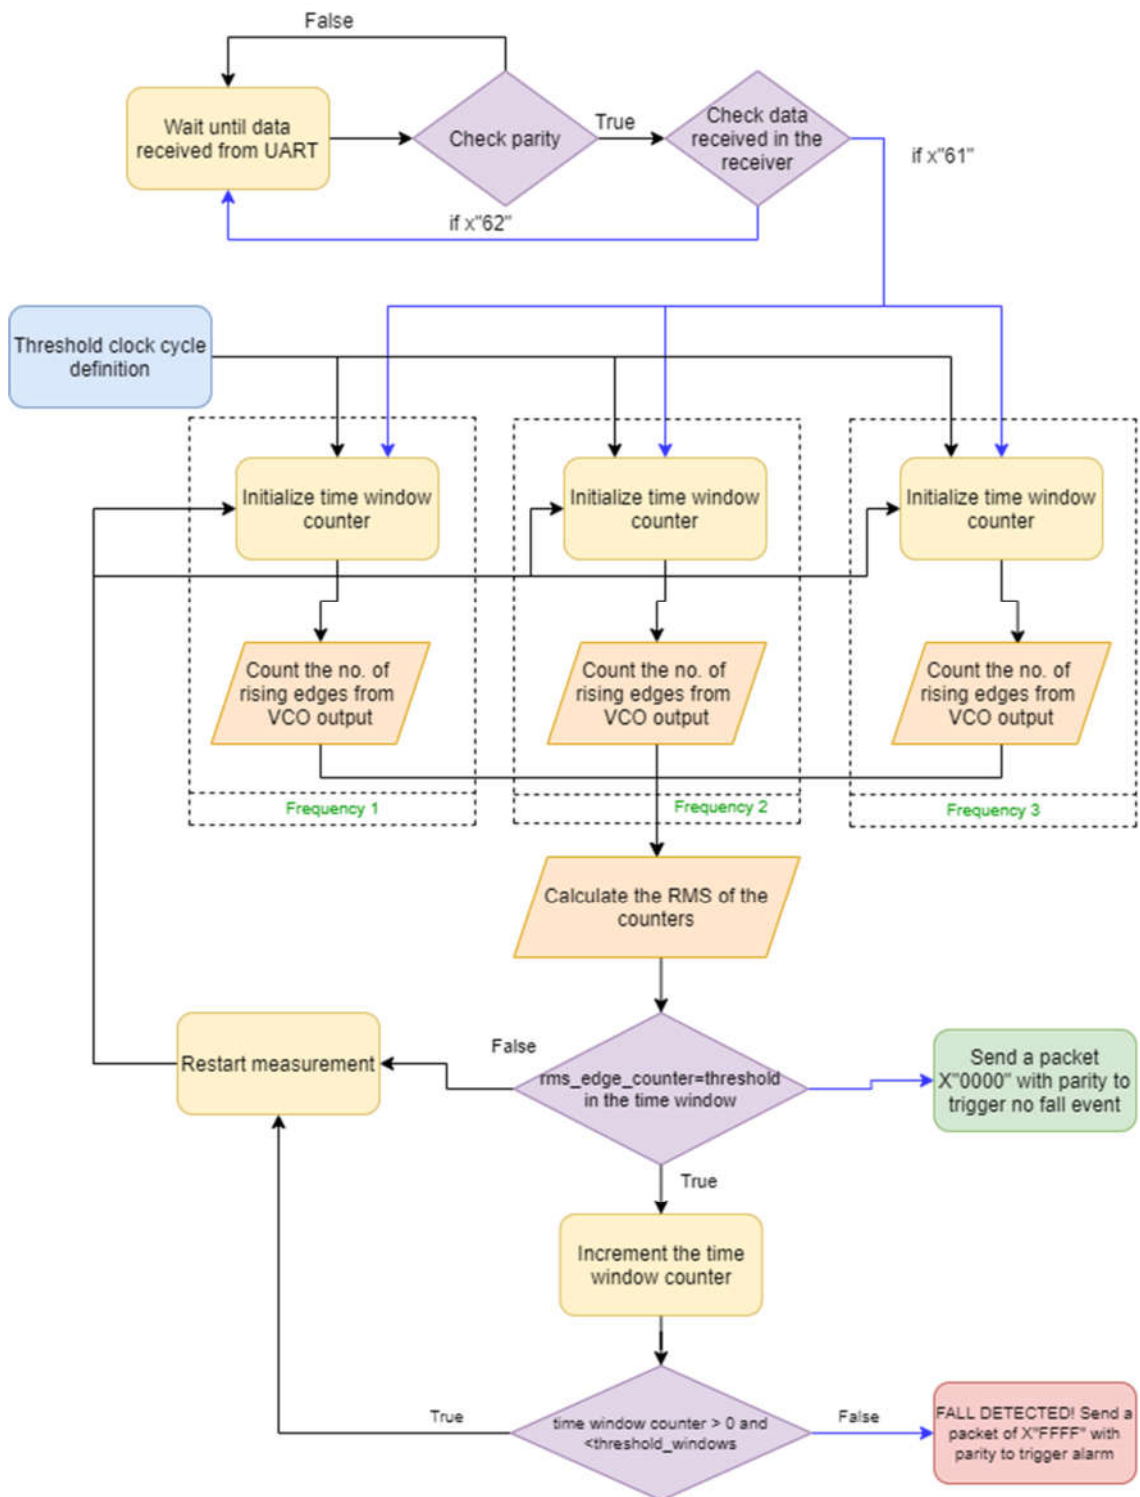 False
Wait until data
received from UART
Check parity
True
Check data
received in the
receiver
if x"61"
if x"62"
Threshold clock cycle
definition
Initialize time window
counter
Initialize time window
counter
Initialize time window
counter
Count the no. of
rising edges from
VCO output
Count the no. of
rising edges from
VCO output
Count the no. of
rising edges from
VCO output
Frequency 1
Frequency 2
Frequency 3
Calculate the RMS of the
counters
Restart measurement
False
rms_edge_counter=threshold
in the time window
Send a packet
X"0000" with parity to
trigger no fall event
True
Increment the time
window counter
True
time window counter > 0 and
<threshold_windows
False
FALL DETECTED! Send a
packet of X"FFFF" with
parity to trigger alarm